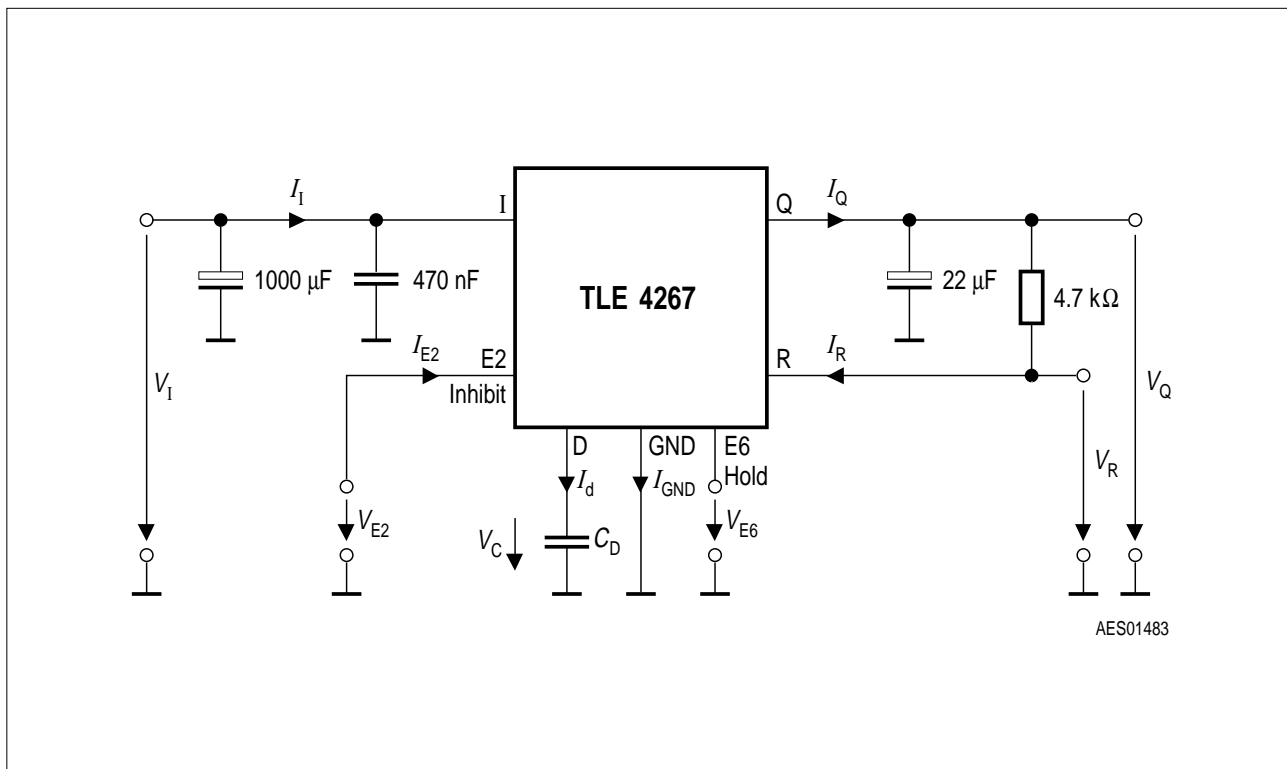 I_I
I
Q
I_Q
1000 µF
470 nF
TLE 4267
22 µF
4.7 kΩ
I_E2
E2
Inhibit
R
I_R
V_I
V_Q
D
GND
E6
Hold
I_d
I_GND
V_R
V_E2
V_C
C_D
V_E6
AES01483